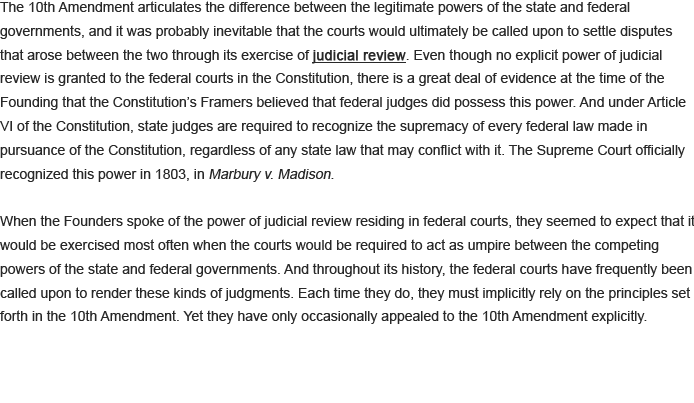 The 10th Amendment articulates the difference between the legitimate powers of the state and federal
governments, and it was probably inevitable that the courts would ultimately be called upon to settle disputes
that arose between the two through its exercise of judicial review. Even though no explicit power of judicial
review is granted to the federal courts in the Constitution, there is a great deal of evidence at the time of the
Founding that the Constitution’s Framers believed that federal judges did possess this power. And under Article
VI of the Constitution, state judges are required to recognize the supremacy of every federal law made in
pursuance of the Constitution, regardless of any state law that may conflict with it. The Supreme Court officially
recognized this power in 1803, in Marbury v. Madison.
When the Founders spoke of the power of judicial review residing in federal courts, they seemed to expect that it
would be exercised most often when the courts would be required to act as umpire between the competing
powers of the state and federal governments. And throughout its history, the federal courts have frequently been
called upon to render these kinds of judgments. Each time they do, they must implicitly rely on the principles set
forth in the 10th Amendment. Yet they have only occasionally appealed to the 10th Amendment explicitly.